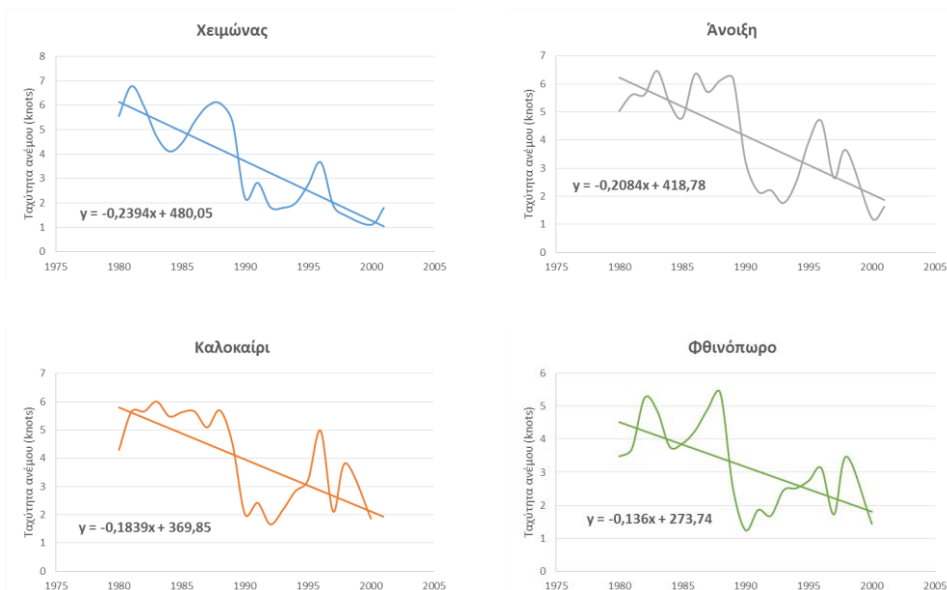 Χειμώνας
Ταχύτητα ανέμου (knots)
8
7
6
5
4
3
2
1
0
y = -0,2394x + 480,05
1975 1980 1985 1990 1995 2000 2005
Άνοιξη
Ταχύτητα ανέμου (knots)
7
6
5
4
3
2
1
0
y = -0,2084x + 418,78
1975 1980 1985 1990 1995 2000 2005
Καλοκαίρι
Ταχύτητα ανέμου (knots)
7
6
5
4
3
2
1
0
y = -0,1839x + 369,85
1975 1980 1985 1990 1995 2000 2005
Φθινόπωρο
Ταχύτητα ανέμου (knots)
6
5
4
3
2
1
0
y = -0,136x + 273,74
1975 1980 1985 1990 1995 2000 2005